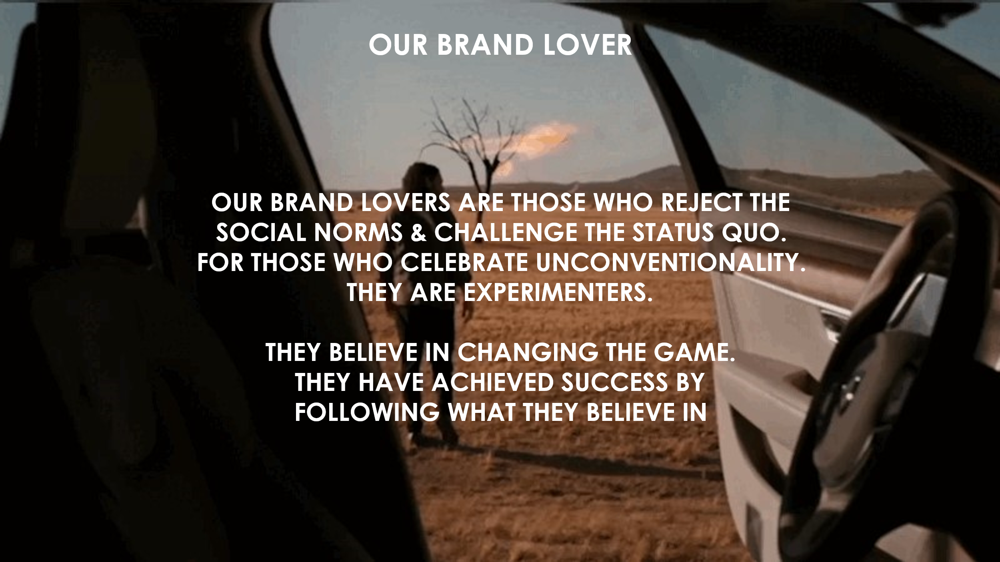 OUR BRAND LOVER
OUR BRAND LOVERS ARE THOSE WHO REJECT THE
SOCIAL NORMS & CHALLENGE THE STATUS QUO.
FOR THOSE WHO CELEBRATE UNCONVENTIONALITY.
THEY ARE EXPERIMENTERS.
THEY BELIEVE IN CHANGING THE GAME.
THEY HAVE ACHIEVED SUCCESS BY
FOLLOWING WHAT THEY BELIEVE IN